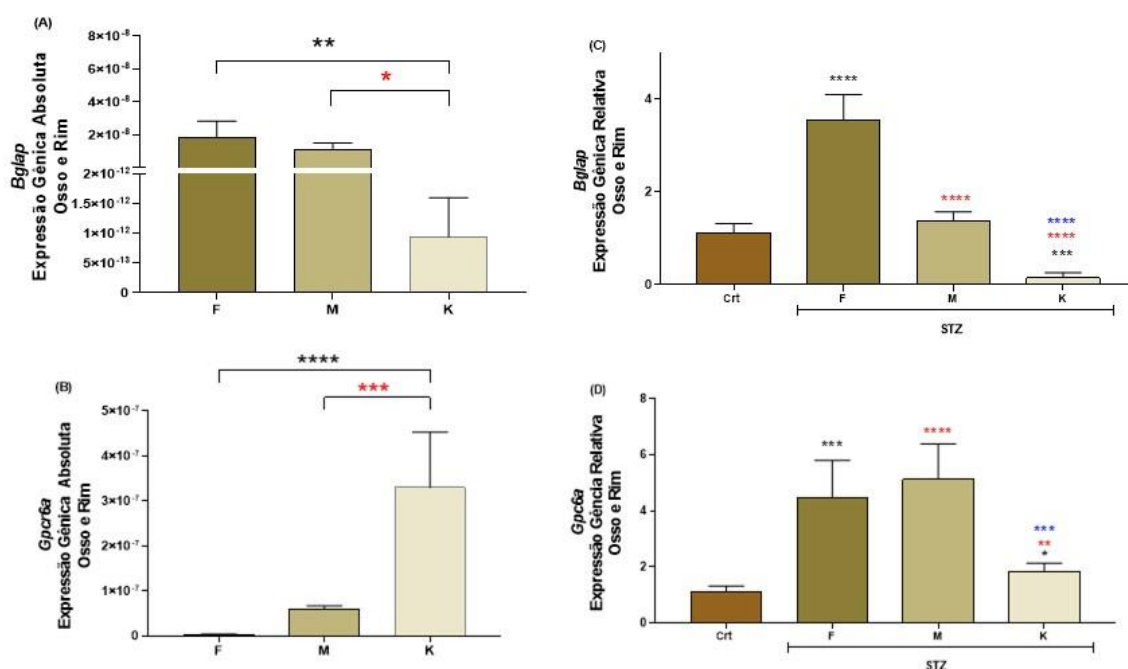 (A)
Bglap
Expressão Gênica Absoluta
Osso e Rim
8×10⁻⁸
6×10⁻⁸
4×10⁻⁸
2×10⁻⁸
2×10⁻¹²
1.5×10⁻¹²
1×10⁻¹²
5×10⁻¹³
0
**
*
F M K
(C)
Bglap
Expressão Gênica Relativa
Osso e Rim
4
2
0
****
****
****
****
***
Crt F M K
STZ
(B)
Gpcr6a
Expressão Gênica Absoluta
Osso e Rim
5×10⁻⁷
4×10⁻⁷
3×10⁻⁷
2×10⁻⁷
1×10⁻⁷
0
****
***
F M K
(D)
Gpc6a
Expressão Gência Relativa
Osso e Rim
8
6
4
2
0
***
****
***
**
*
Crt F M K
STZ